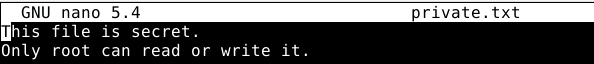 GNU nano 5.4 private.txt
This file is secret.
Only root can read or write it.